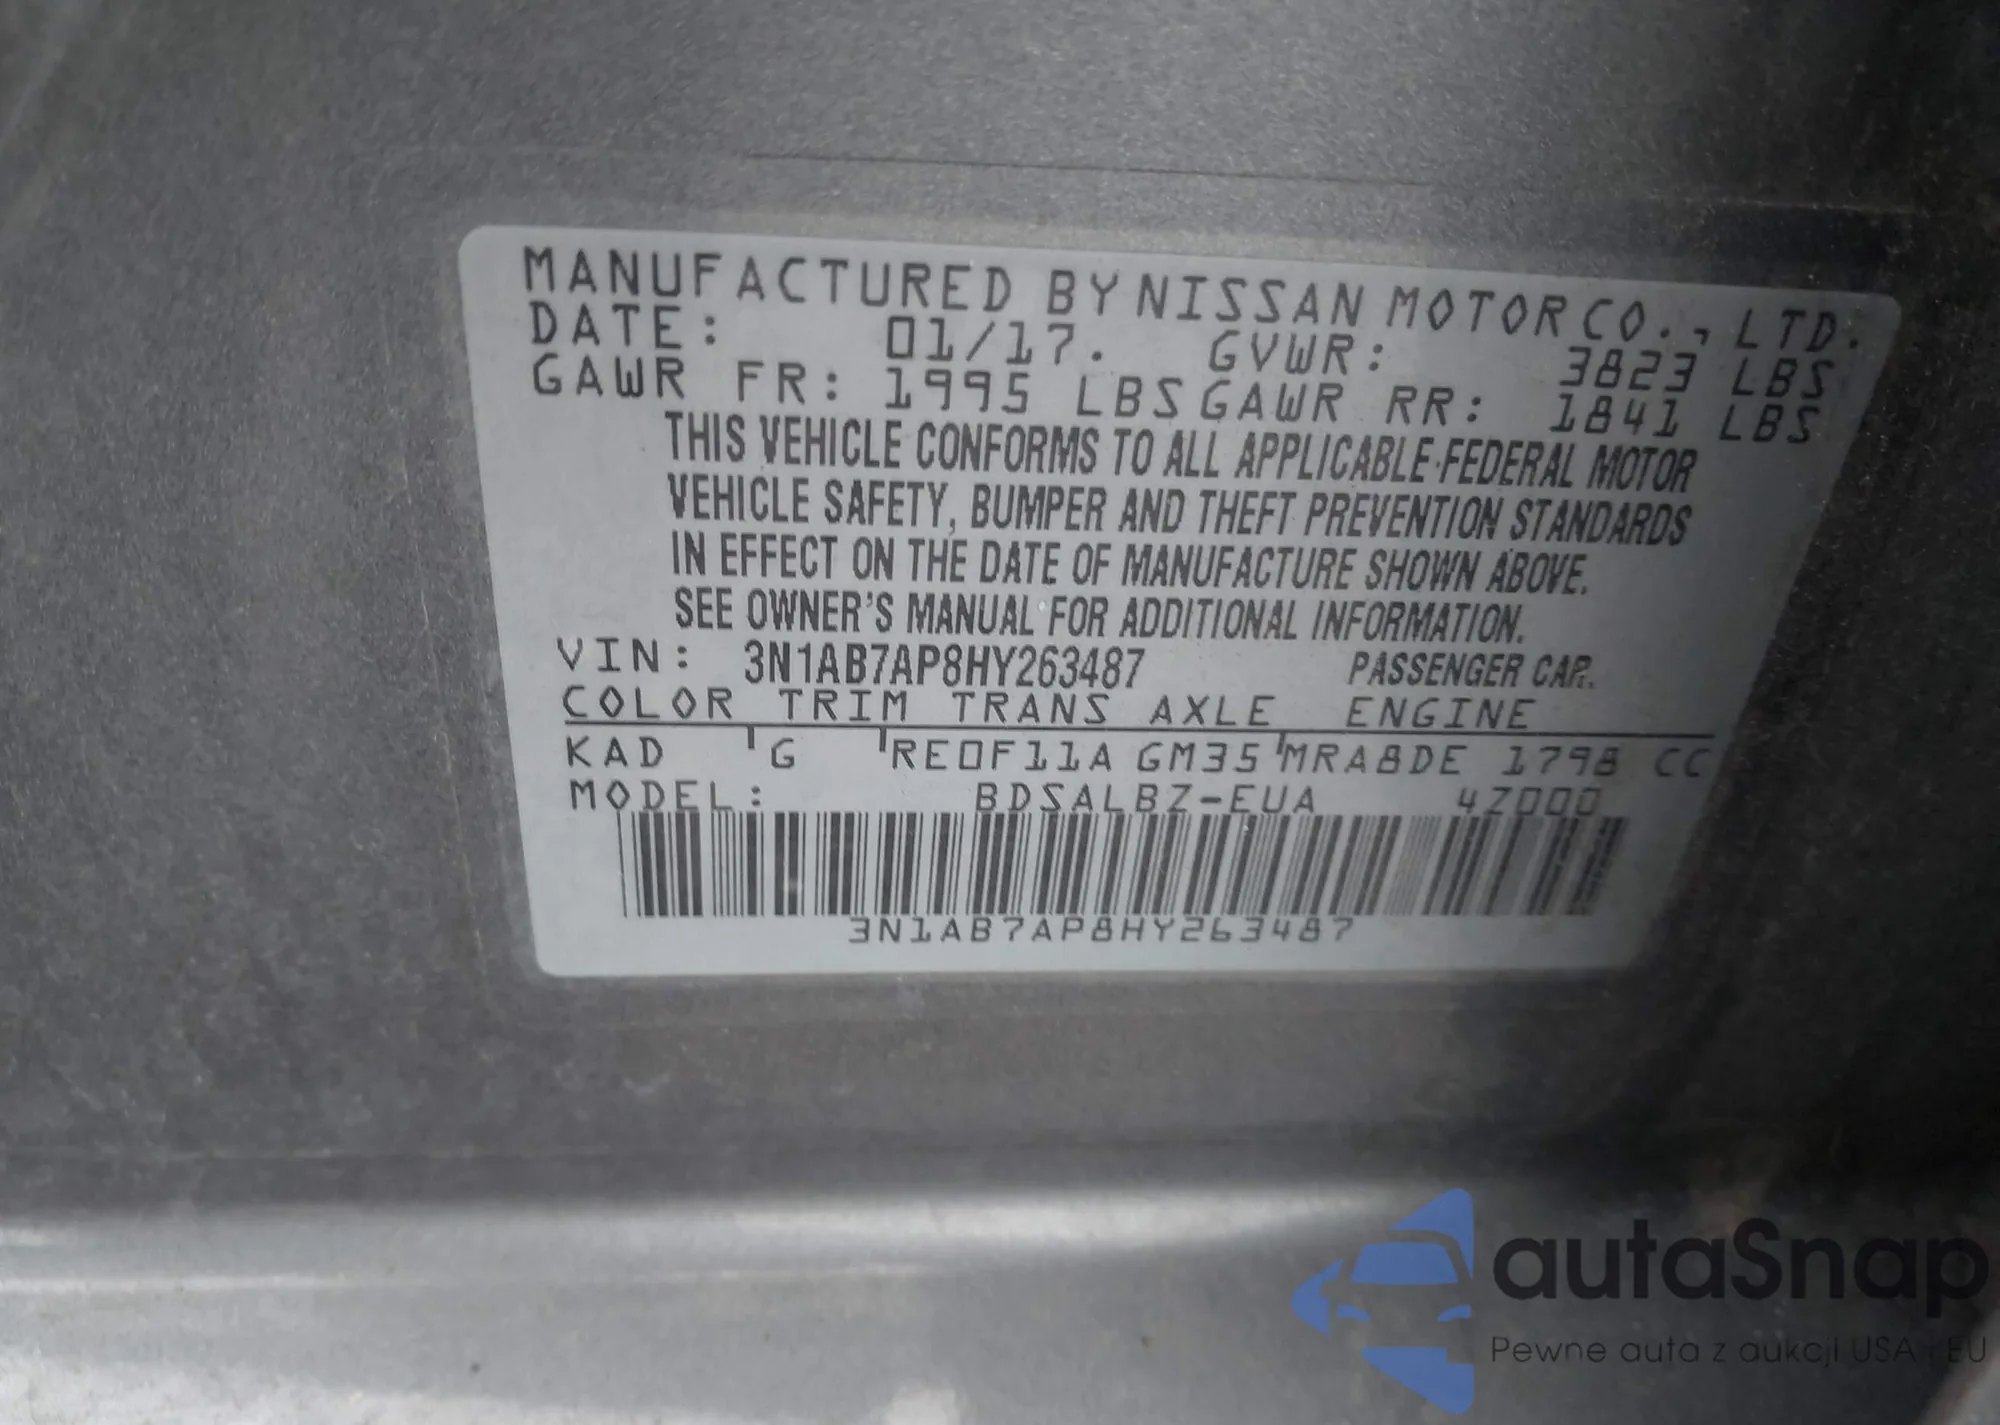 MANUFACTURED BY NISSAN MOTOR CO., LTD.
DATE: 01/17. GVWR: 3823 LBS
GAWR FR: 1995 LBS GAWR RR: 1841 LBS
THIS VEHICLE CONFORMS TO ALL APPLICABLE FEDERAL MOTOR
VEHICLE SAFETY, BUMPER AND THEFT PREVENTION STANDARDS
IN EFFECT ON THE DATE OF MANUFACTURE SHOWN ABOVE.
SEE OWNER'S MANUAL FOR ADDITIONAL INFORMATION.
VIN: 3N1AB7AP8HY263487 PASSENGER CAR.
COLOR TRIM TRANS AXLE ENGINE
KAD G RE0F11A GM35 MRA8DE 1798 CC
MODEL: BDSALBZ-EUA 4Z000
3N1AB7AP8HY263487
autaSnap
Pewne auta z aukcji USA i EU